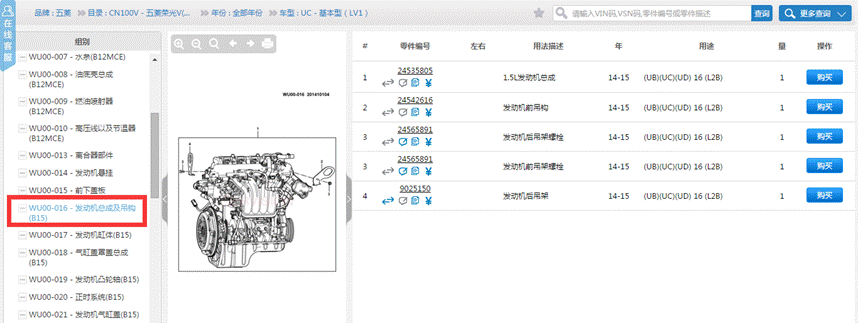 在线客服
品牌：五菱 目录：CN100V - 五菱荣光V(... 年份：全部年份 车型：UC - 基本型（LV1）
请输入VIN码,VSN码,零件编号或零件描述 查询 更多查询
组别
WU00-007 - 水泵(B12MCE)
WU00-008 - 油底壳总成
(B12MCE)
WU00-009 - 燃油喷射器
(B12MCE)
WU00-010 - 高压线以及节温器
(B12MCE)
WU00-013 - 离合器部件
WU00-014 - 发动机悬挂
WU00-015 - 前下盖板
WU00-016 - 发动机总成及吊构
(B15)
WU00-017 - 发动机缸体(B15)
WU00-018 - 气缸盖罩盖总成
(B15)
WU00-019 - 发动机凸轮轴(B15)
WU00-020 - 正时系统(B15)
WU00-021 - 发动机气缸盖(B15)
WU00-016 201410104
# 零件编号 左右 用法描述 年 用途 量 操作
1 24535805 1.5L发动机总成 14-15 (UB)(UC)(UD) 16 (L2B) 1 购买
2 24542616 发动机前吊构 14-15 (UB)(UC)(UD) 16 (L2B) 1 购买
3 24565891 发动机后吊架螺栓 14-15 (UB)(UC)(UD) 16 (L2B) 1 购买
3 24565891 发动机前吊架螺栓 14-15 (UB)(UC)(UD) 16 (L2B) 1 购买
4 9025150 发动机后吊架 14-15 (UB)(UC)(UD) 16 (L2B) 1 购买